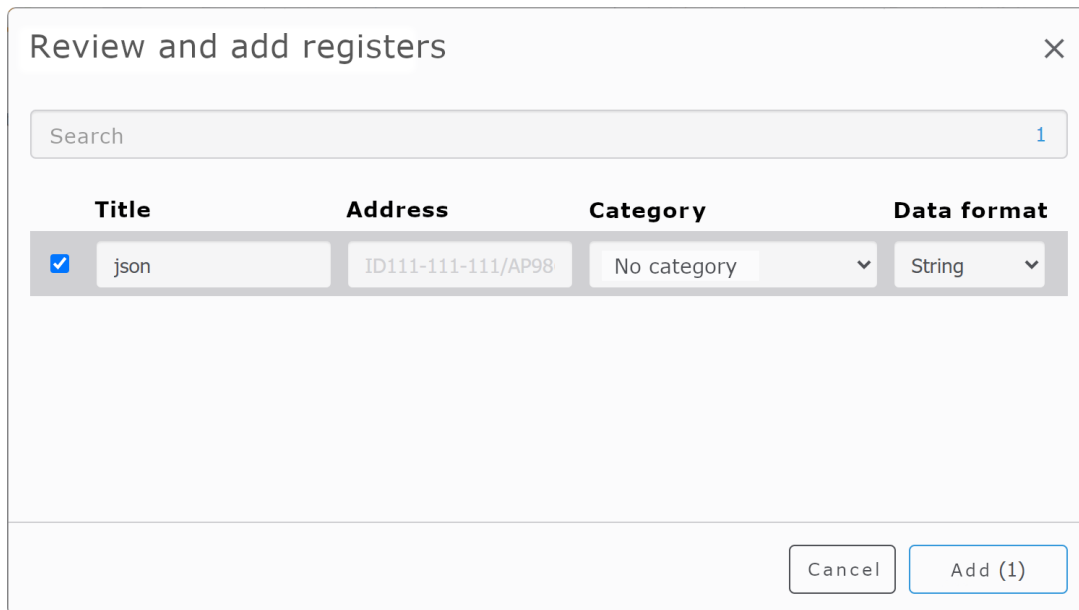 Review and add registers
Search 1
Title Address Category Data format
json ID111-111-111/AP98 No category String
Cancel Add (1)